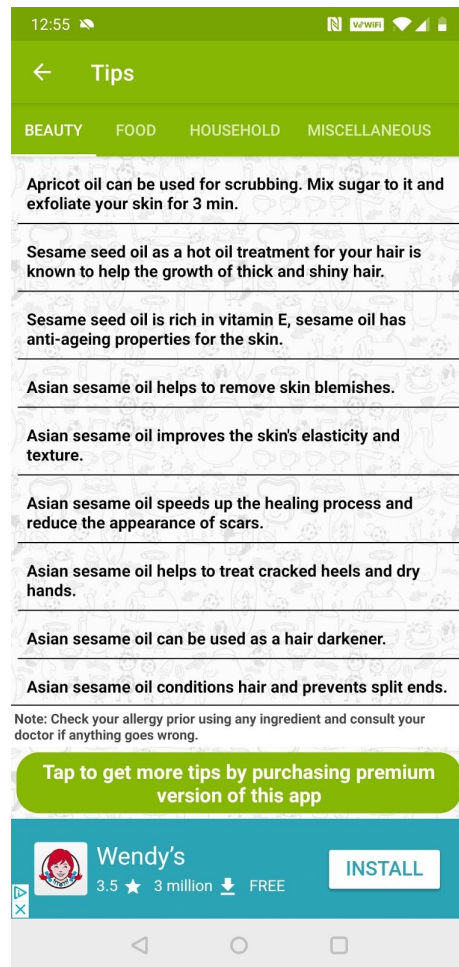 12:55
VoWiFi
Tips
BEAUTY FOOD HOUSEHOLD MISCELLANEOUS
Apricot oil can be used for scrubbing. Mix sugar to it and
exfoliate your skin for 3 min.
Sesame seed oil as a hot oil treatment for your hair is
known to help the growth of thick and shiny hair.
Sesame seed oil is rich in vitamin E, sesame oil has
anti-ageing properties for the skin.
Asian sesame oil helps to remove skin blemishes.
Asian sesame oil improves the skin's elasticity and
texture.
Asian sesame oil speeds up the healing process and
reduce the appearance of scars.
Asian sesame oil helps to treat cracked heels and dry
hands.
Asian sesame oil can be used as a hair darkener.
Asian sesame oil conditions hair and prevents split ends.
Note: Check your allergy prior using any ingredient and consult your
doctor if anything goes wrong.
Tap to get more tips by purchasing premium
version of this app
Wendy's
3.5 ★ 3 million FREE
INSTALL